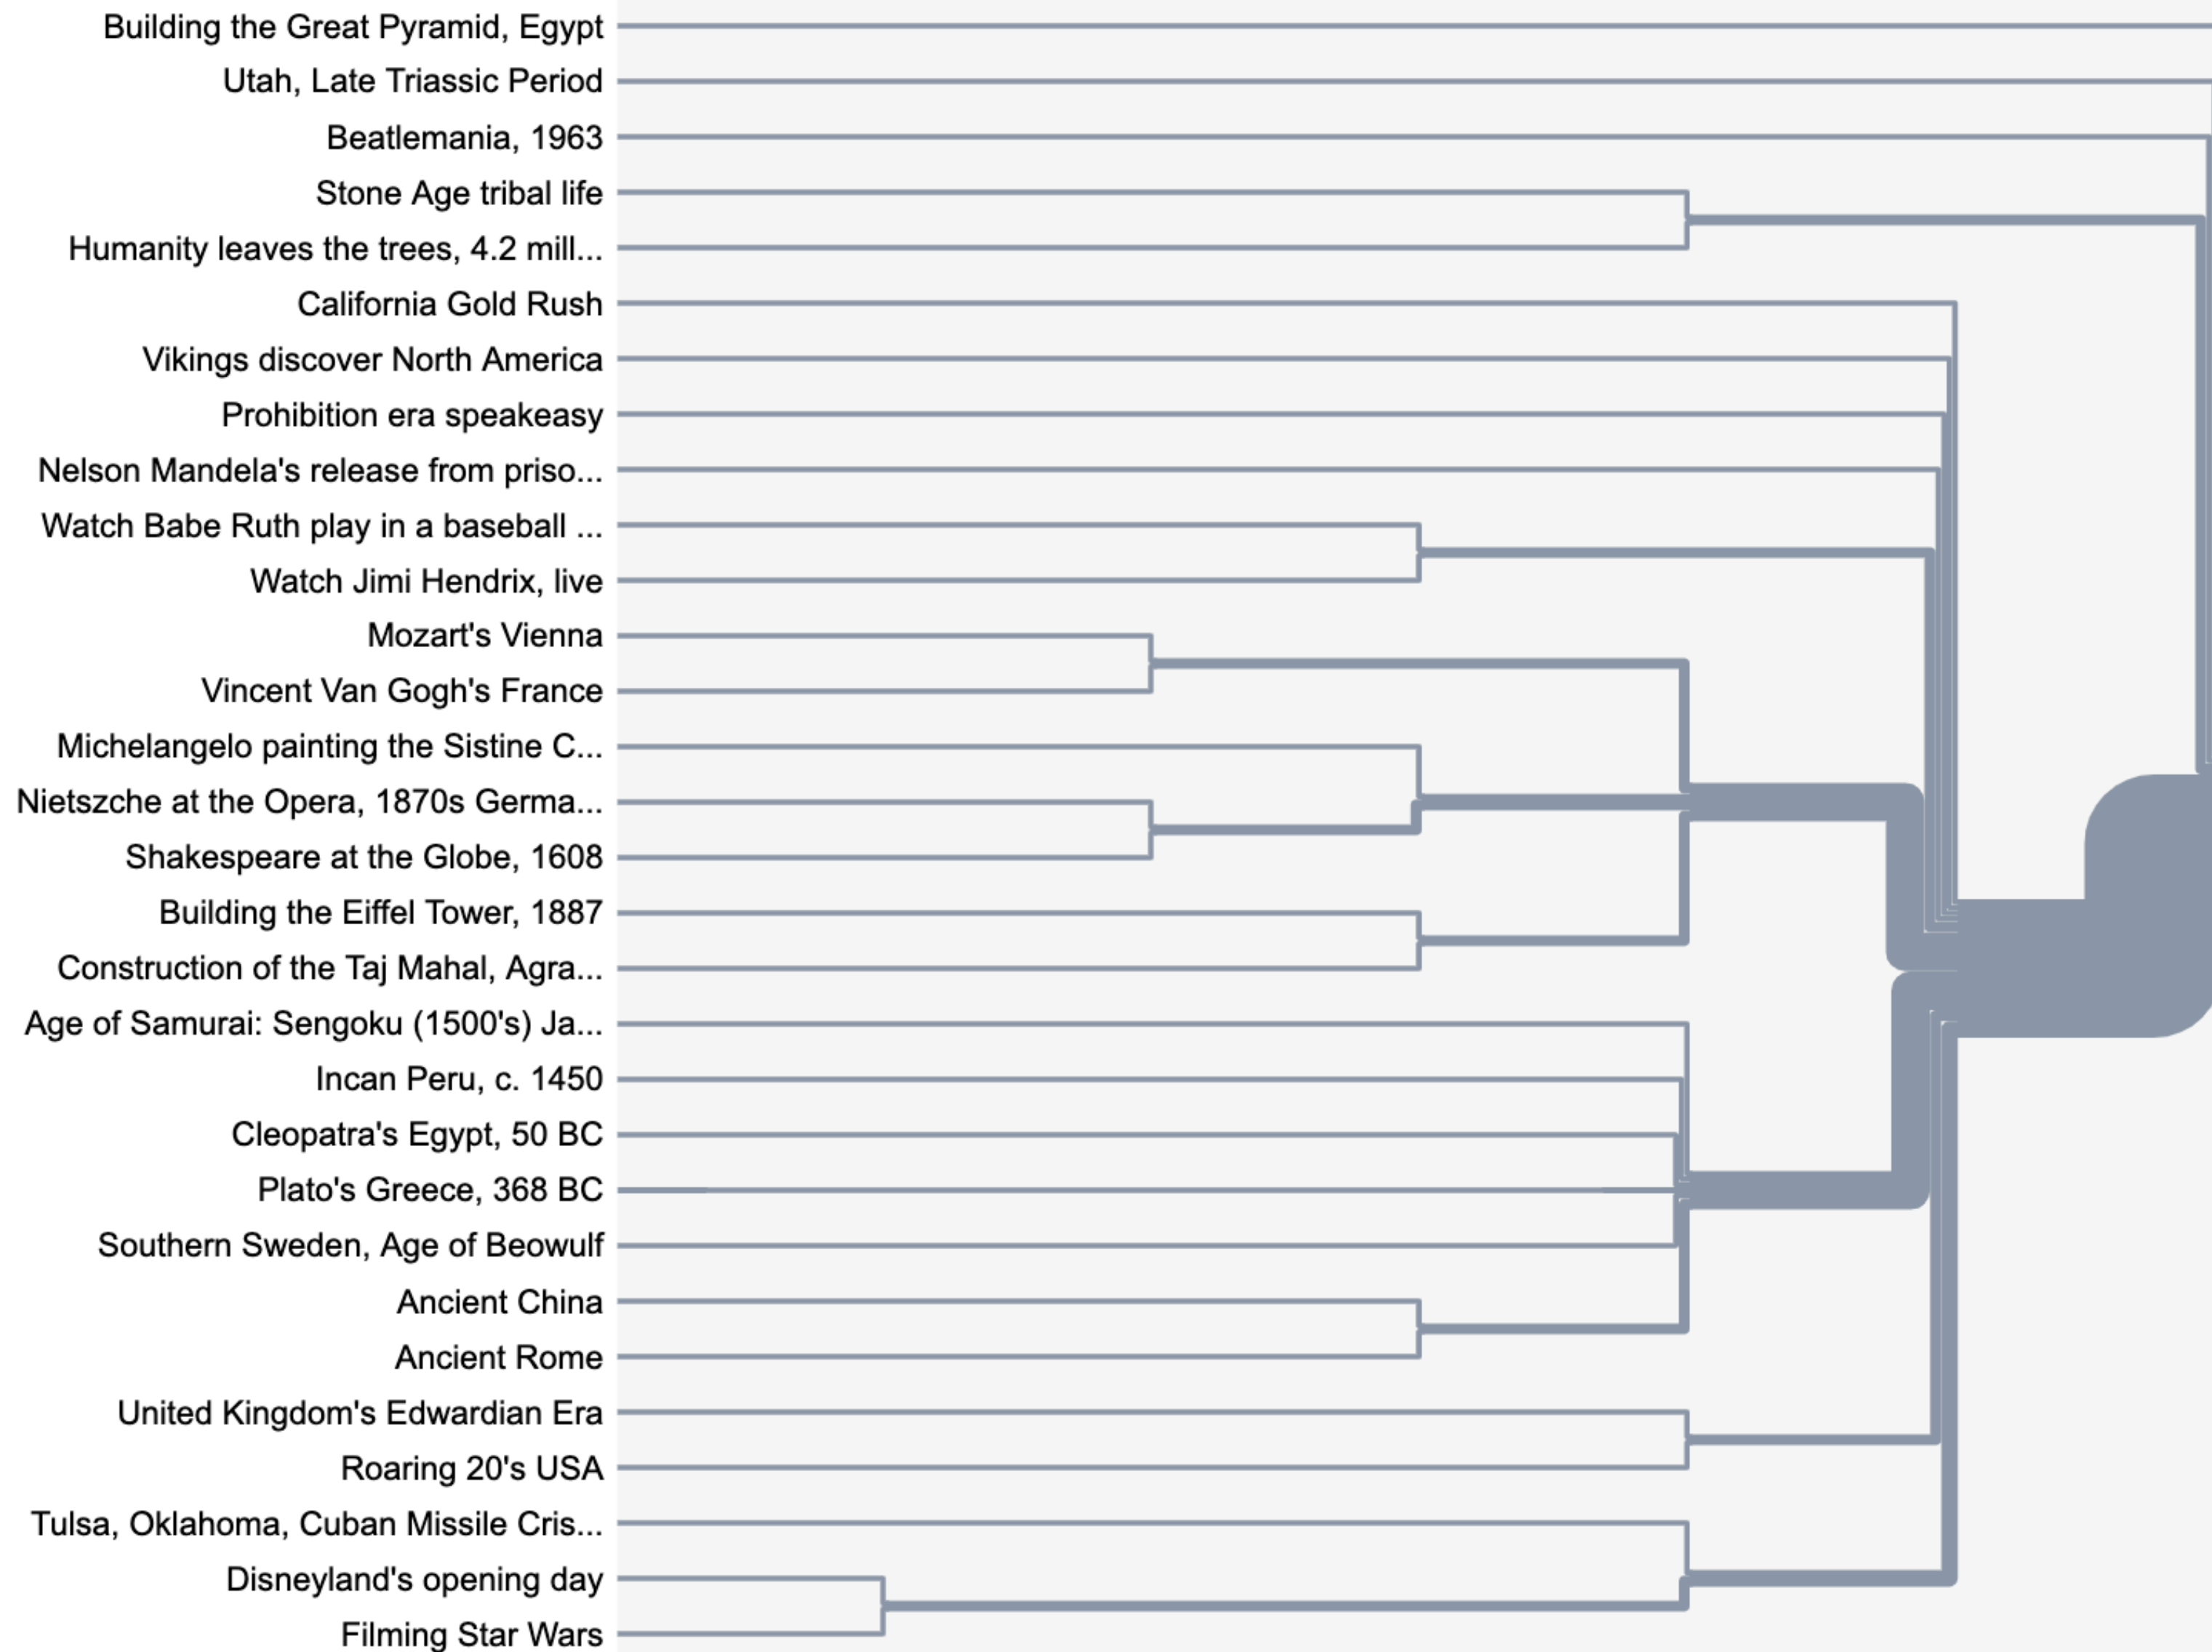 Building the Great Pyramid, Egypt
Utah, Late Triassic Period
Beatlemania, 1963
Stone Age tribal life
Humanity leaves the trees, 4.2 mill...
California Gold Rush
Vikings discover North America
Prohibition era speakeasy
Nelson Mandela's release from priso...
Watch Babe Ruth play in a baseball ...
Watch Jimi Hendrix, live
Mozart's Vienna
Vincent Van Gogh's France
Michelangelo painting the Sistine C...
Nietszche at the Opera, 1870s Germa...
Shakespeare at the Globe, 1608
Building the Eiffel Tower, 1887
Construction of the Taj Mahal, Agra...
Age of Samurai: Sengoku (1500's) Ja...
Incan Peru, c. 1450
Cleopatra's Egypt, 50 BC
Plato's Greece, 368 BC
Southern Sweden, Age of Beowulf
Ancient China
Ancient Rome
United Kingdom's Edwardian Era
Roaring 20's USA
Tulsa, Oklahoma, Cuban Missile Cris...
Disneyland's opening day
Filming Star Wars